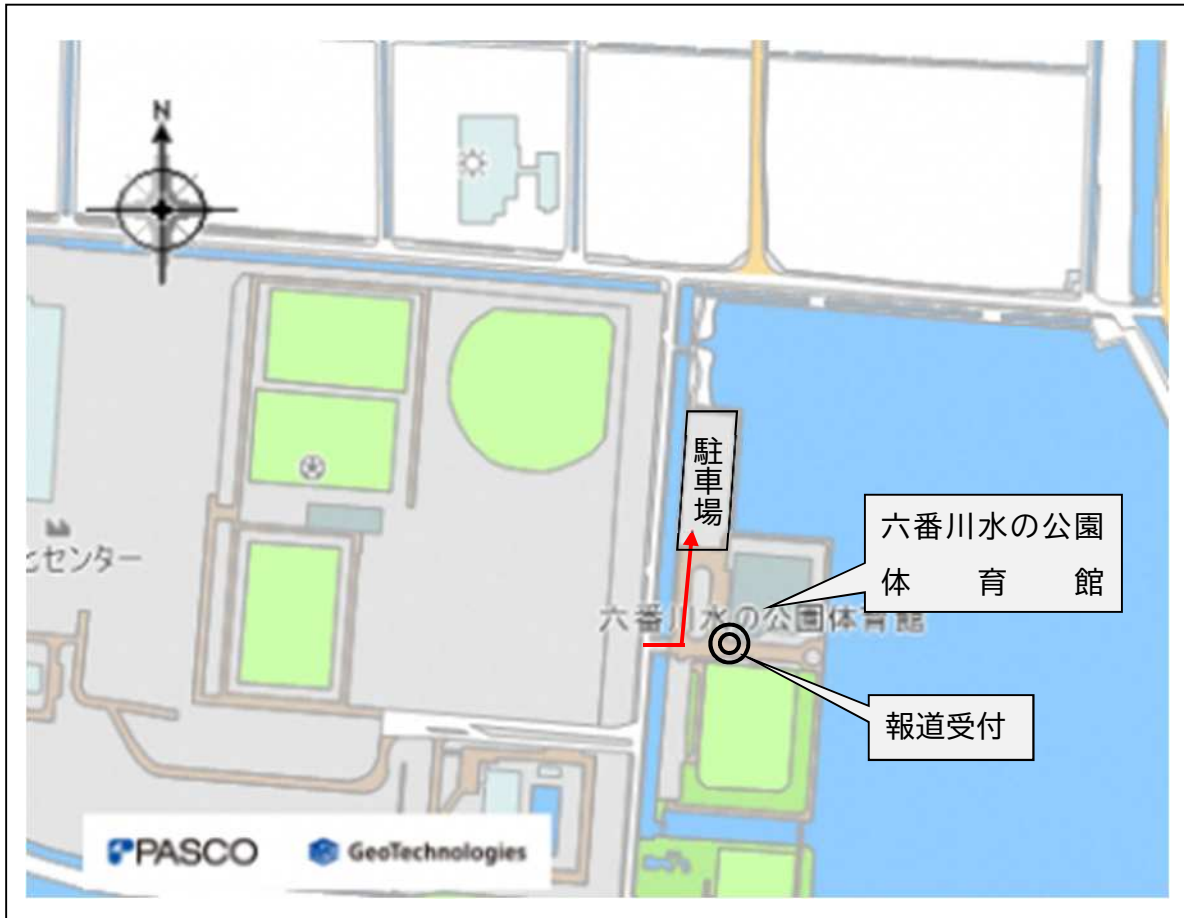 N
駐車場
六番川水の公園
体育館
とセンター
六番川水の公園体育館
報道受付
PASCO
GeoTechnologies